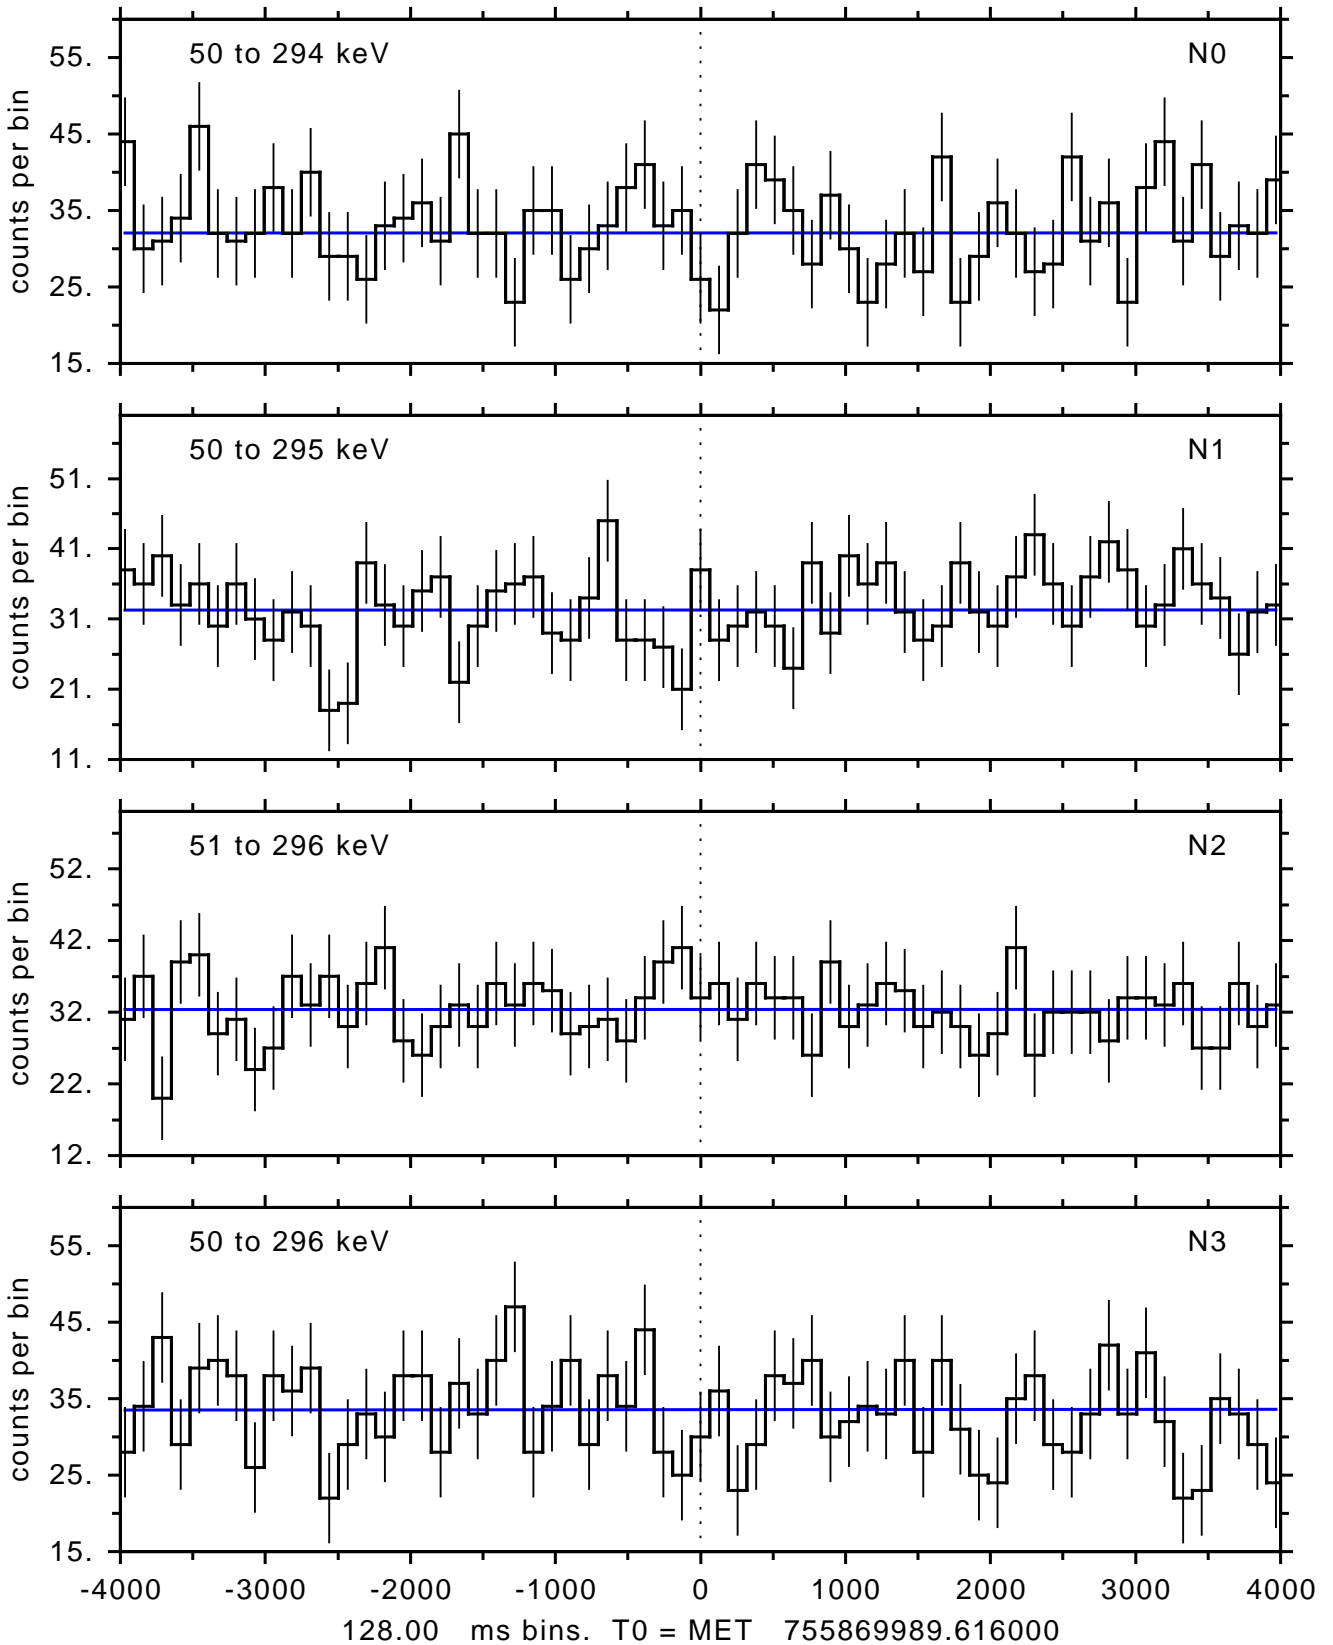 50 to 294 keV N0
55.
45.
35.
25.
15.
counts per bin
50 to 295 keV N1
51.
41.
31.
21.
11.
counts per bin
51 to 296 keV N2
52.
42.
32.
22.
12.
counts per bin
50 to 296 keV N3
55.
45.
35.
25.
15.
counts per bin
-4000 -3000 -2000 -1000 0 1000 2000 3000 4000
128.00 ms bins. T0 = MET 755869989.616000